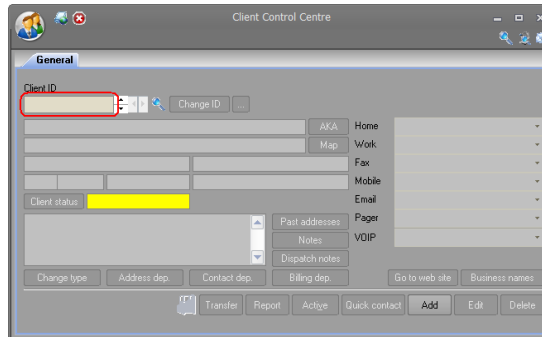 Client Control Centre
General
Client ID
Change ID ...
AKA Home
Map Work
Fax
Mobile
Client status Email
Past addresses Pager
Notes VOIP
Dispatch notes
Change type Address dep. Contact dep. Billing dep. Go to web site Business names
Transfer Report Active Quick contact Add Edit Delete